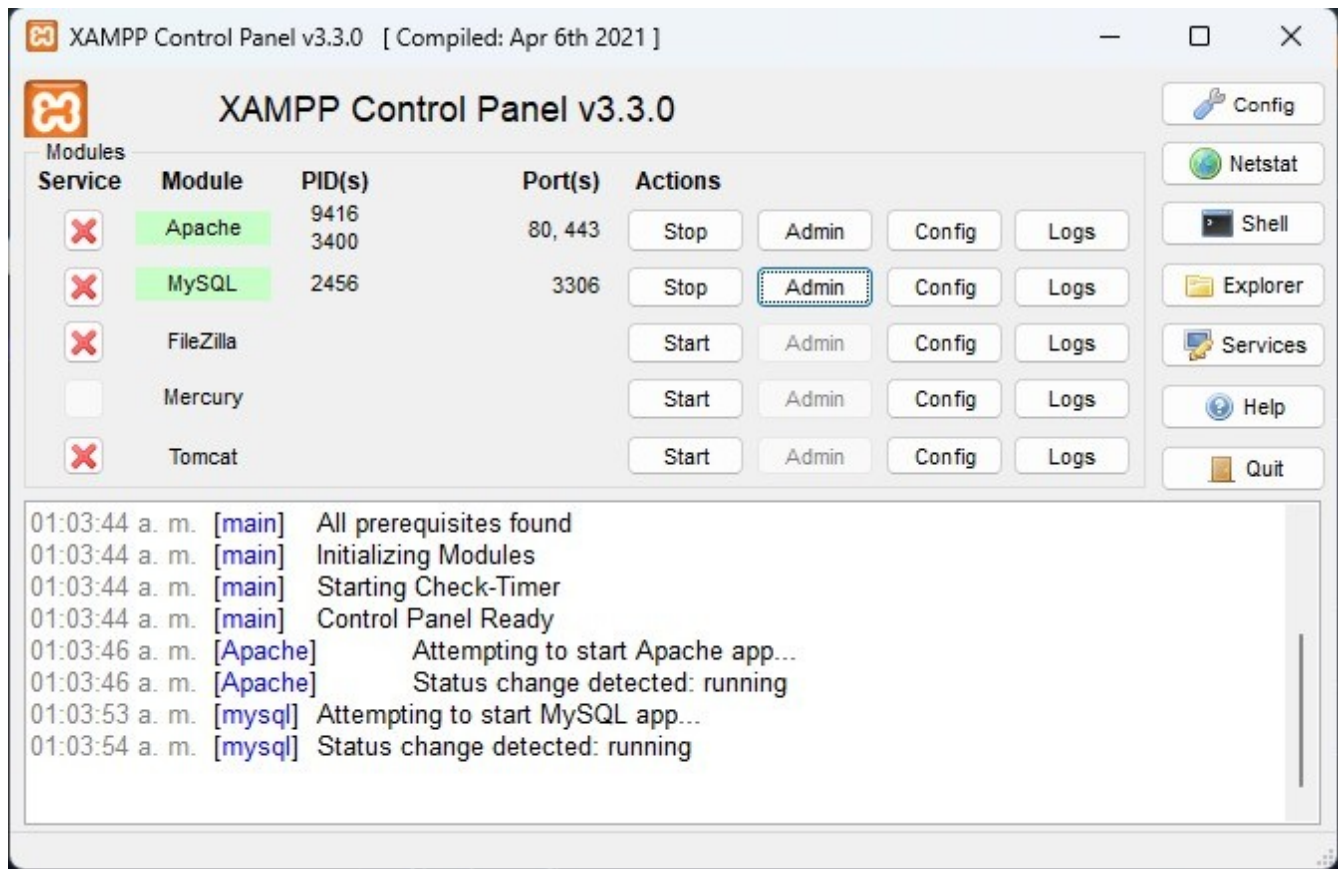 XAMPP Control Panel v3.3.0 [ Compiled: Apr 6th 2021 ]
XAMPP Control Panel v3.3.0
Config
Modules
Netstat
Service Module PID(s) Port(s) Actions
Apache 9416 3400 80, 443 Stop Admin Config Logs
Shell
MySQL 2456 3306 Stop Admin Config Logs
Explorer
FileZilla Start Admin Config Logs
Services
Mercury Start Admin Config Logs
Help
Tomcat Start Admin Config Logs
Quit
01:03:44 a. m. [main] All prerequisites found
01:03:44 a. m. [main] Initializing Modules
01:03:44 a. m. [main] Starting Check-Timer
01:03:44 a. m. [main] Control Panel Ready
01:03:46 a. m. [Apache] Attempting to start Apache app...
01:03:46 a. m. [Apache] Status change detected: running
01:03:53 a. m. [mysql] Attempting to start MySQL app...
01:03:54 a. m. [mysql] Status change detected: running